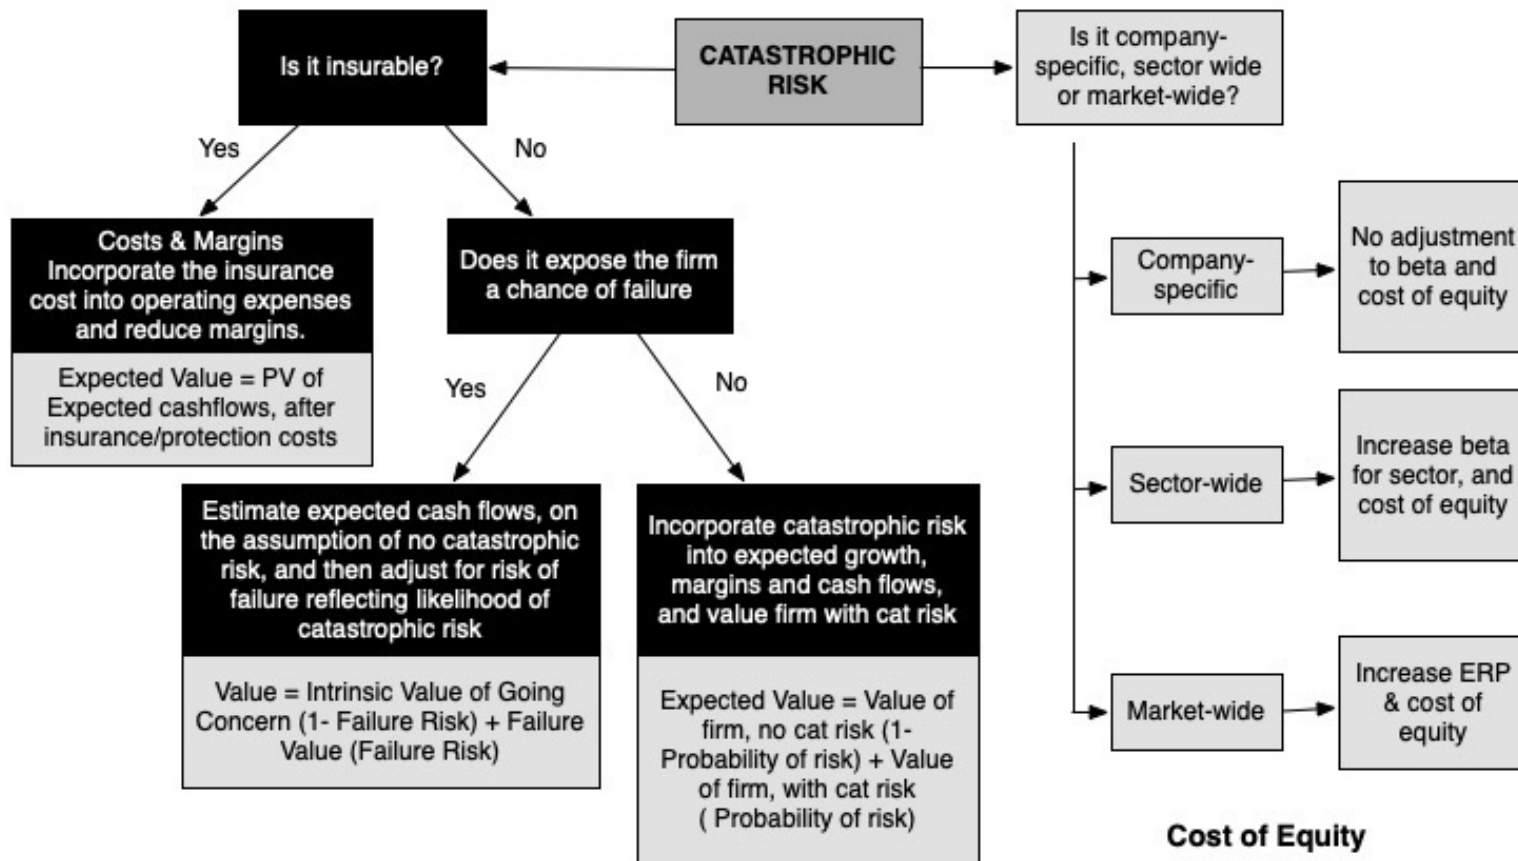 CATASTROPHIC
RISK
Is it insurable?
Yes
No
Costs & Margins
Incorporate the insurance
cost into operating expenses
and reduce margins.
Expected Value = PV of
Expected cashflows, after
insurance/protection costs
Does it expose the firm
a chance of failure
Yes
No
Estimate expected cash flows, on
the assumption of no catastrophic
risk, and then adjust for risk of
failure reflecting likelihood of
catastrophic risk
Value = Intrinsic Value of Going
Concern (1- Failure Risk) + Failure
Value (Failure Risk)
Incorporate catastrophic risk
into expected growth,
margins and cash flows,
and value firm with cat risk
Expected Value = Value of
firm, no cat risk (1-
Probability of risk) + Value
of firm, with cat risk
( Probability of risk)
Is it company-
specific, sector wide
or market-wide?
Company-
specific
No adjustment
to beta and
cost of equity
Sector-wide
Increase beta
for sector, and
cost of equity
Market-wide
Increase ERP
& cost of
equity
Cost of Equity